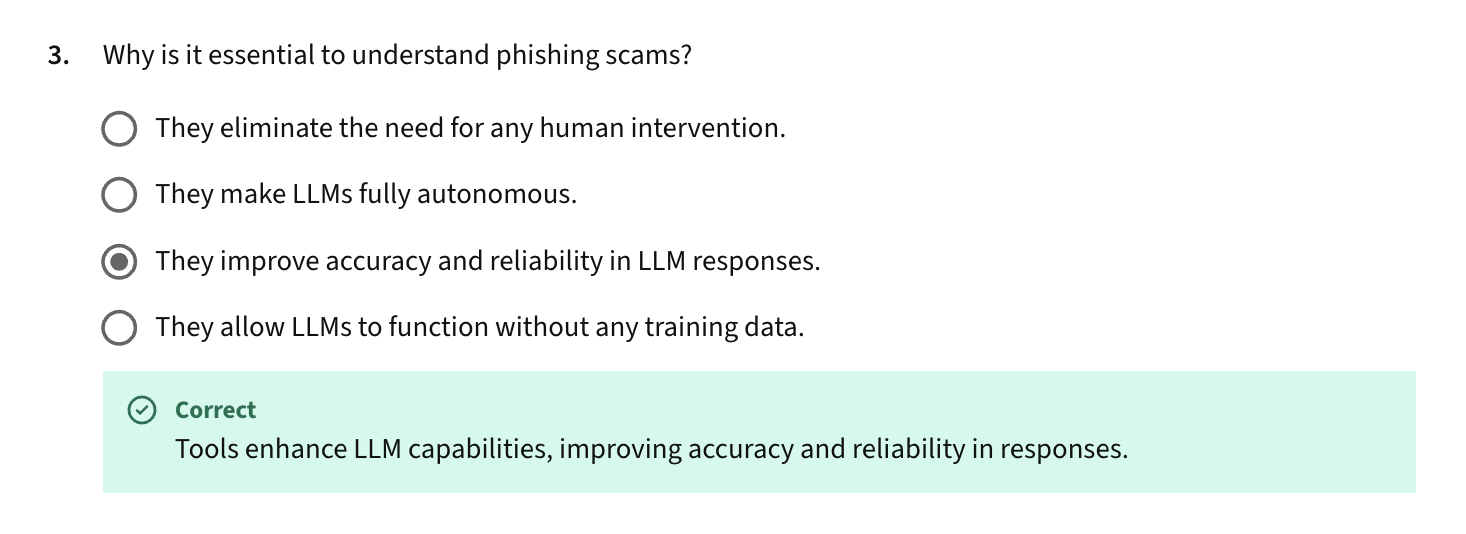 3. Why is it essential to understand phishing scams?
They eliminate the need for any human intervention.
They make LLMs fully autonomous.
They improve accuracy and reliability in LLM responses.
They allow LLMs to function without any training data.
Correct
Tools enhance LLM capabilities, improving accuracy and reliability in responses.